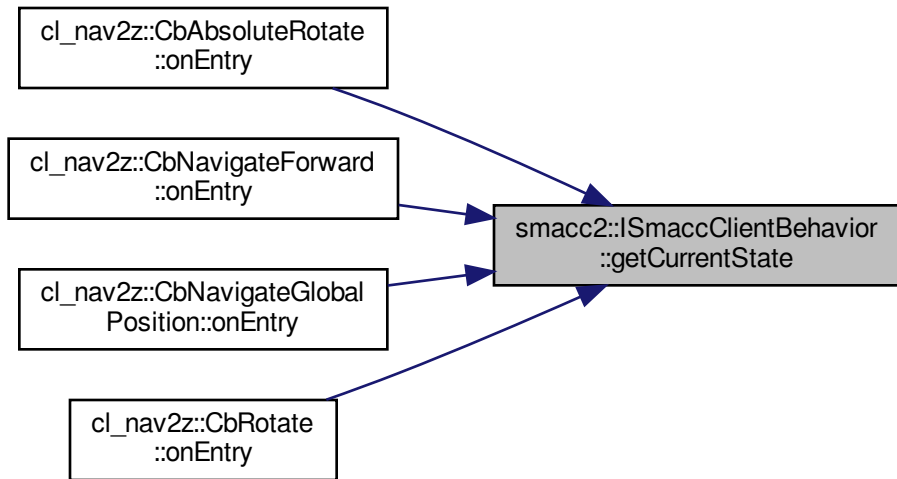 cl_nav2z::CbAbsoluteRotate
::onEntry
cl_nav2z::CbNavigateForward
::onEntry
cl_nav2z::CbNavigateGlobal
Position::onEntry
cl_nav2z::CbRotate
::onEntry
smacc2::ISmaccClientBehavior
::getCurrentState